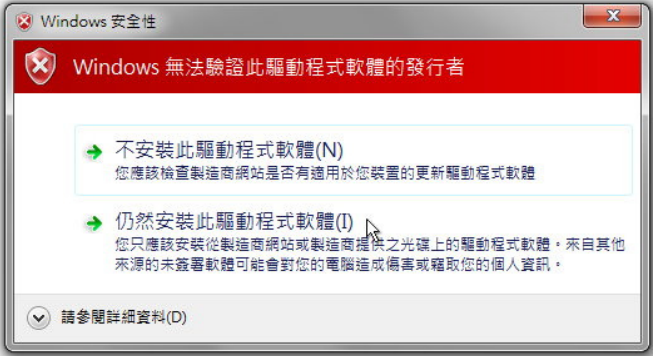 Windows 安全性
Windows 無法驗證此驅動程式軟體的發行者
不安裝此驅動程式軟體(N)
您應該檢查製造商網站是否有適用於您裝置的更新驅動程式軟體
仍然安裝此驅動程式軟體(I)
您只應該安裝從製造商網站或製造商提供之光碟上的驅動程式軟體。來自其他
來源的未簽署軟體可能會對您的電腦造成傷害或竊取您的個人資訊。
請參閱詳細資料(D)